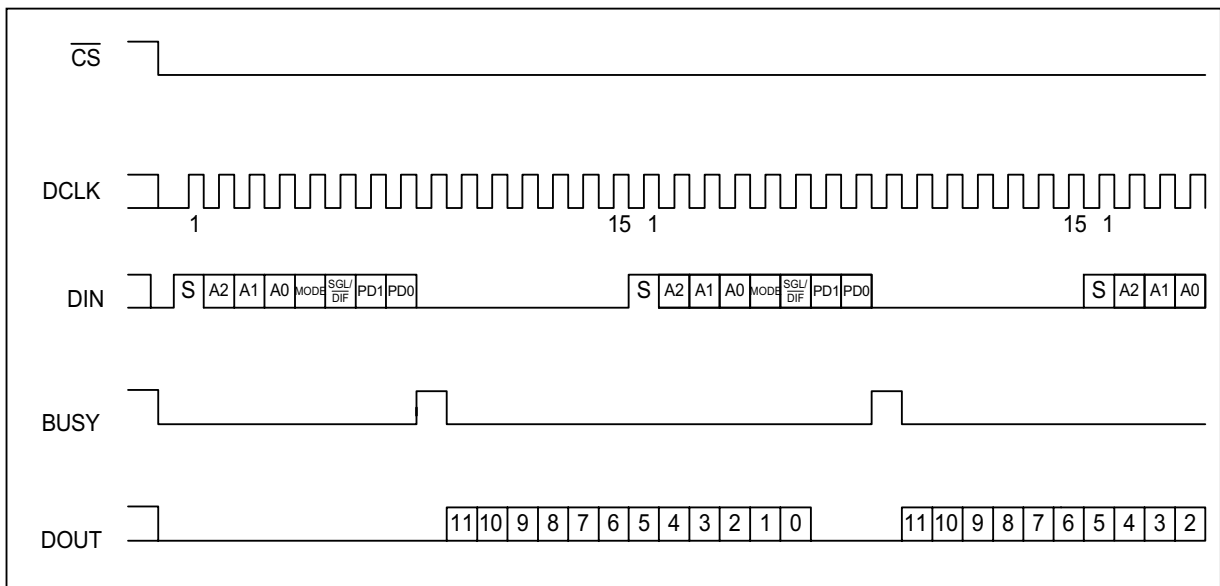 CS
DCLK
1 15 1 15 1
DIN S A2 A1 A0 MODE SGL/DIF PD1 PD0 S A2 A1 A0 MODE SGL/DIF PD1 PD0 S A2 A1 A0
BUSY
DOUT 11 10 9 8 7 6 5 4 3 2 1 0 11 10 9 8 7 6 5 4 3 2